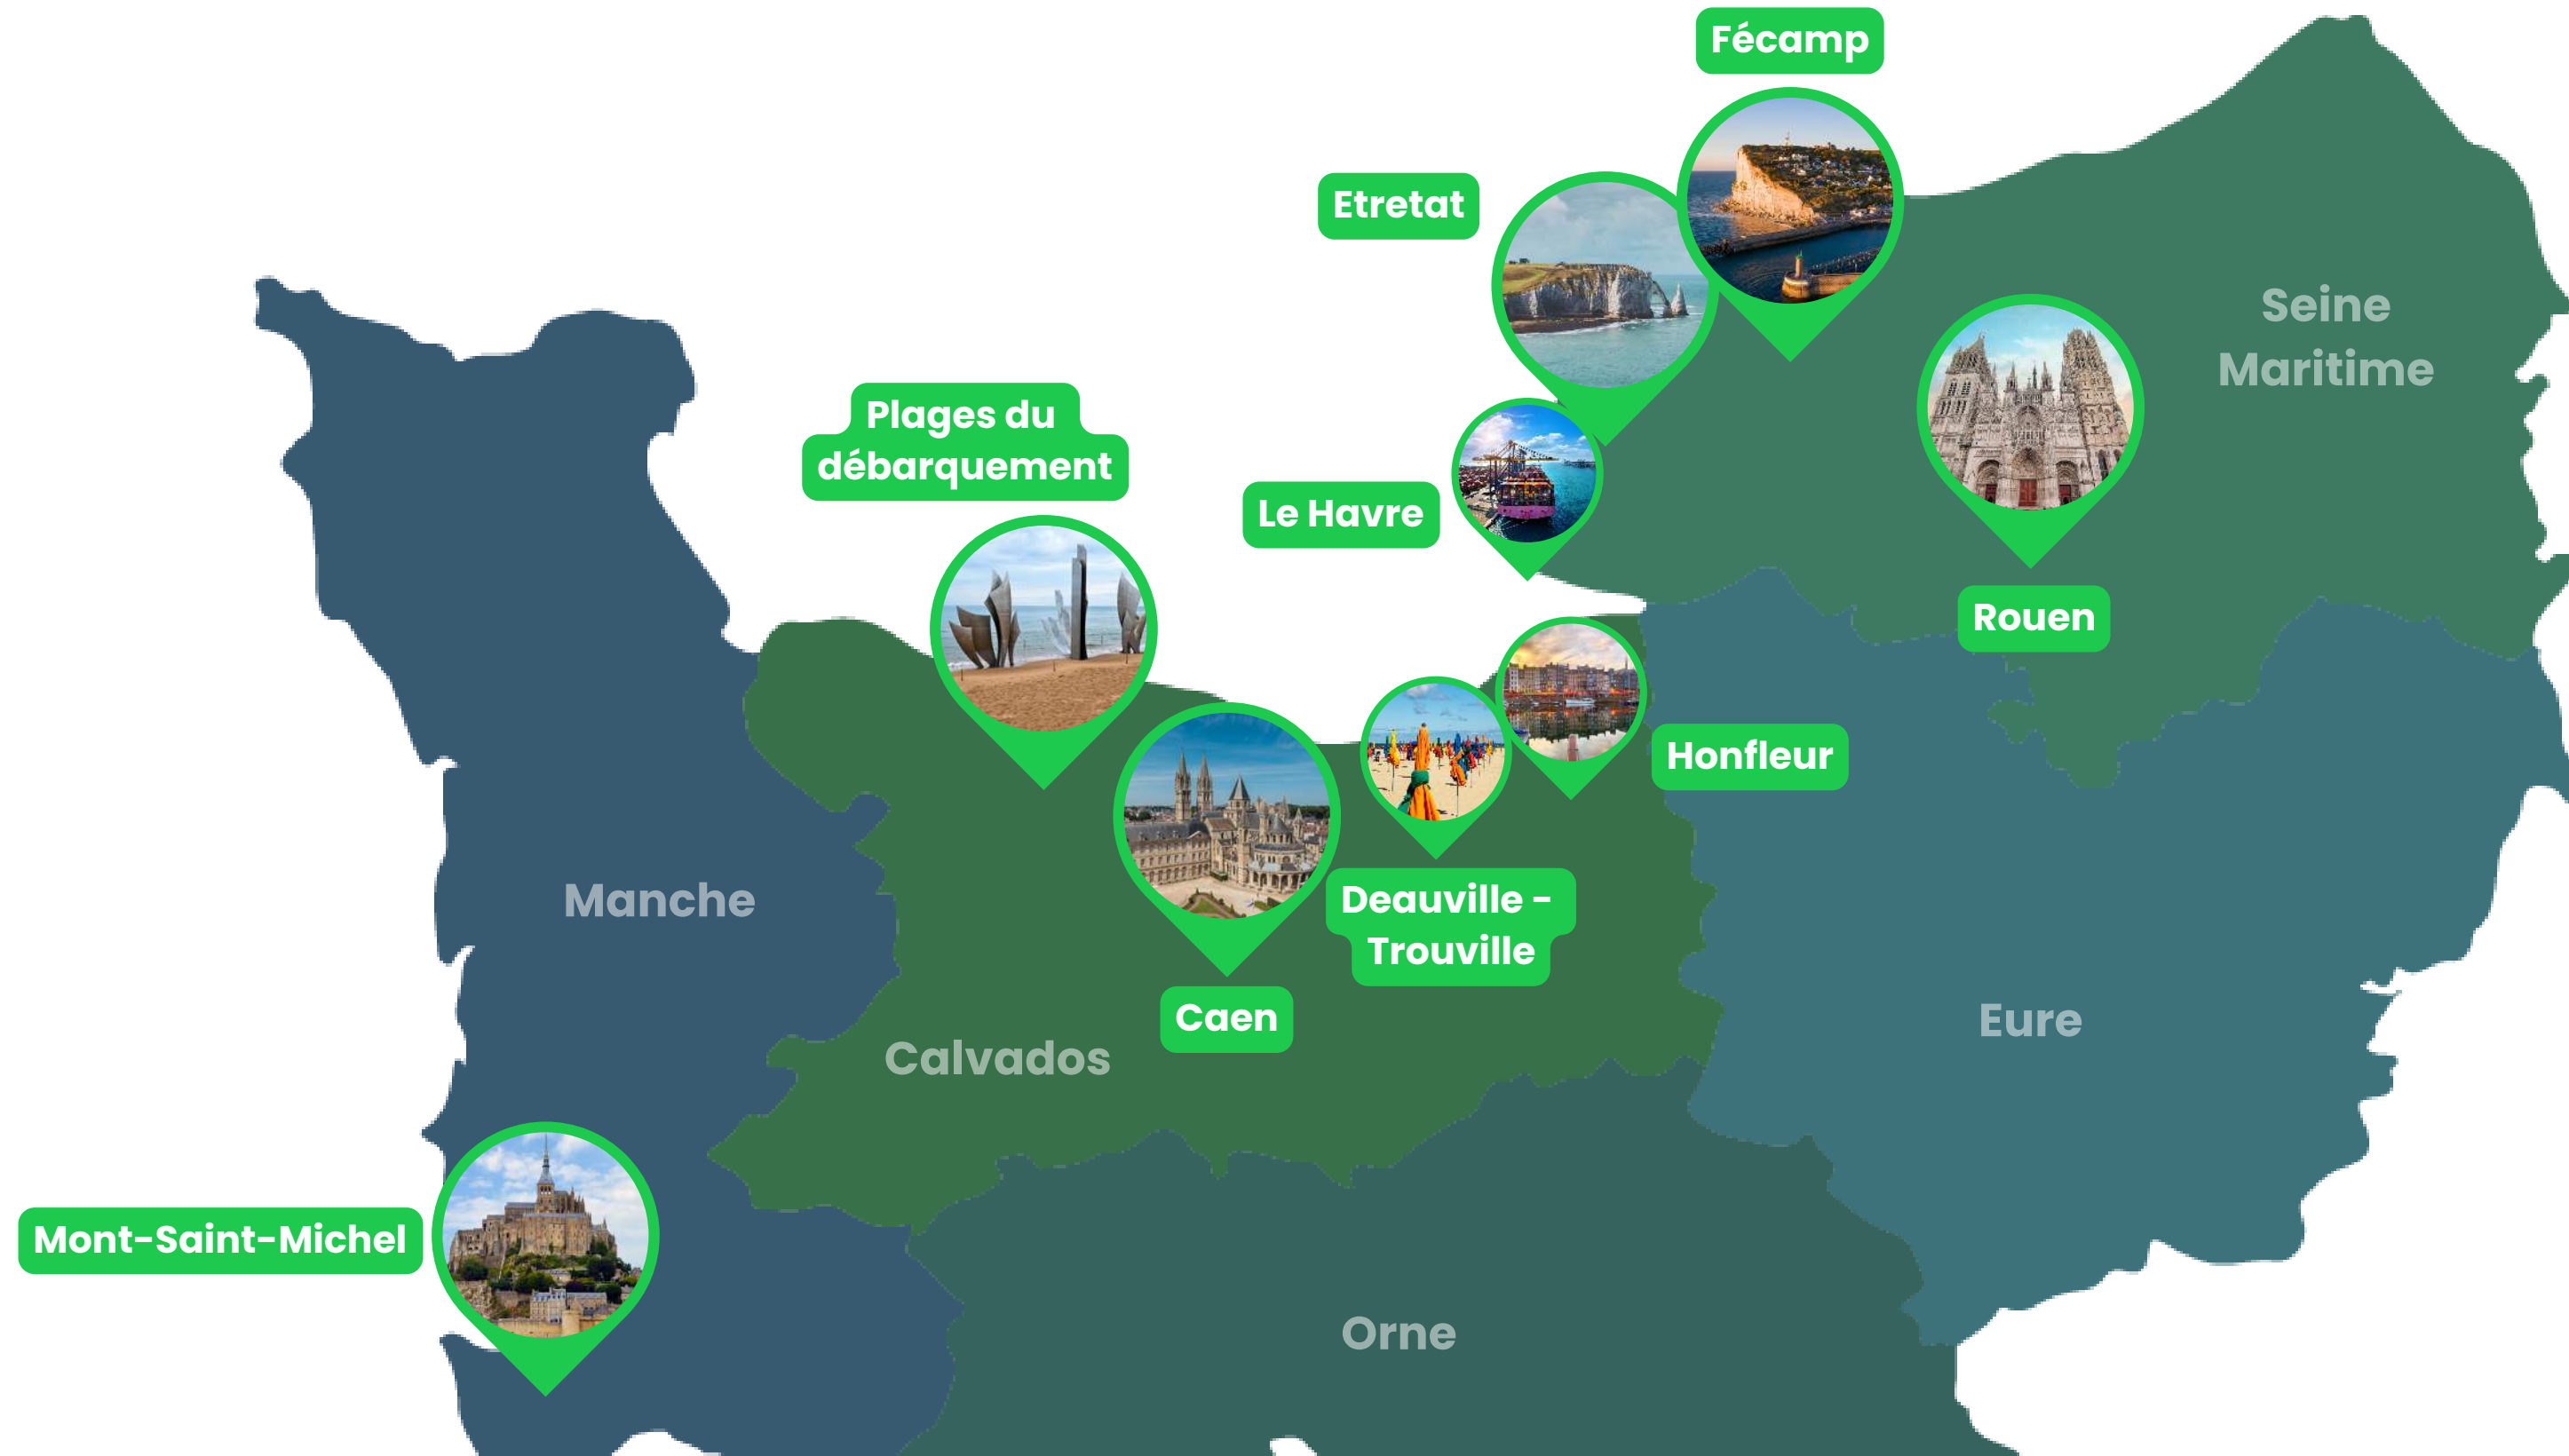 Fécamp
Etretat
Seine
Maritime
Plages du
débarquement
Le Havre
Rouen
Honfleur
Manche
Deauville -
Trouville
Caen
Eure
Calvados
Mont-Saint-Michel
Orne